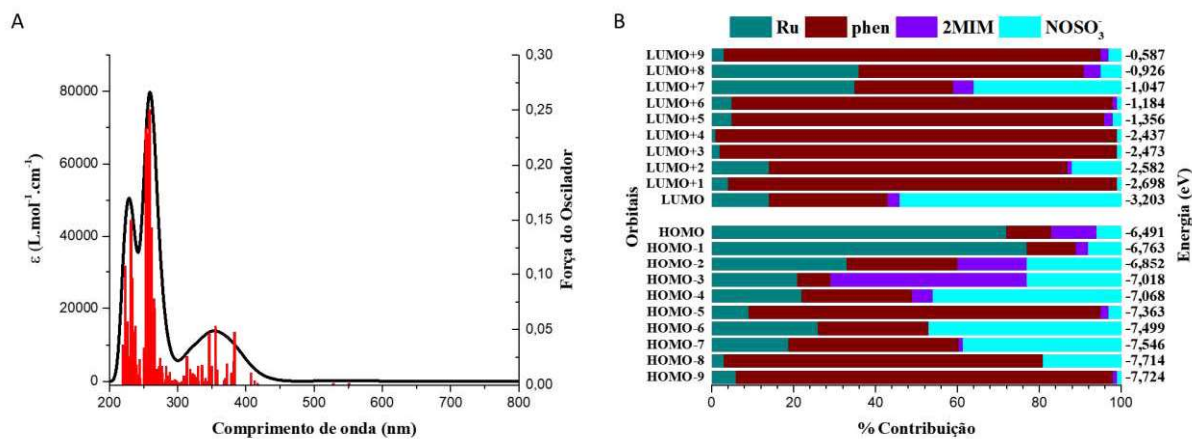 A
ε (L.mol⁻¹.cm⁻¹)
80000
60000
40000
20000
0
0,30
0,25
0,20
0,15
0,10
0,05
0,00
Força do Oscilador
200 300 400 500 600 700 800
Comprimento de onda (nm)
B
Ru phen 2MIM NOSO₃⁻
Orbitais
Energia (eV)
LUMO+9 -0,587
LUMO+8 -0,926
LUMO+7 -1,047
LUMO+6 -1,184
LUMO+5 -1,356
LUMO+4 -2,437
LUMO+3 -2,473
LUMO+2 -2,582
LUMO+1 -2,698
LUMO -3,203
HOMO -6,491
HOMO-1 -6,763
HOMO-2 -6,852
HOMO-3 -7,018
HOMO-4 -7,068
HOMO-5 -7,363
HOMO-6 -7,499
HOMO-7 -7,546
HOMO-8 -7,714
HOMO-9 -7,724
0 20 40 60 80 100
% Contribuição